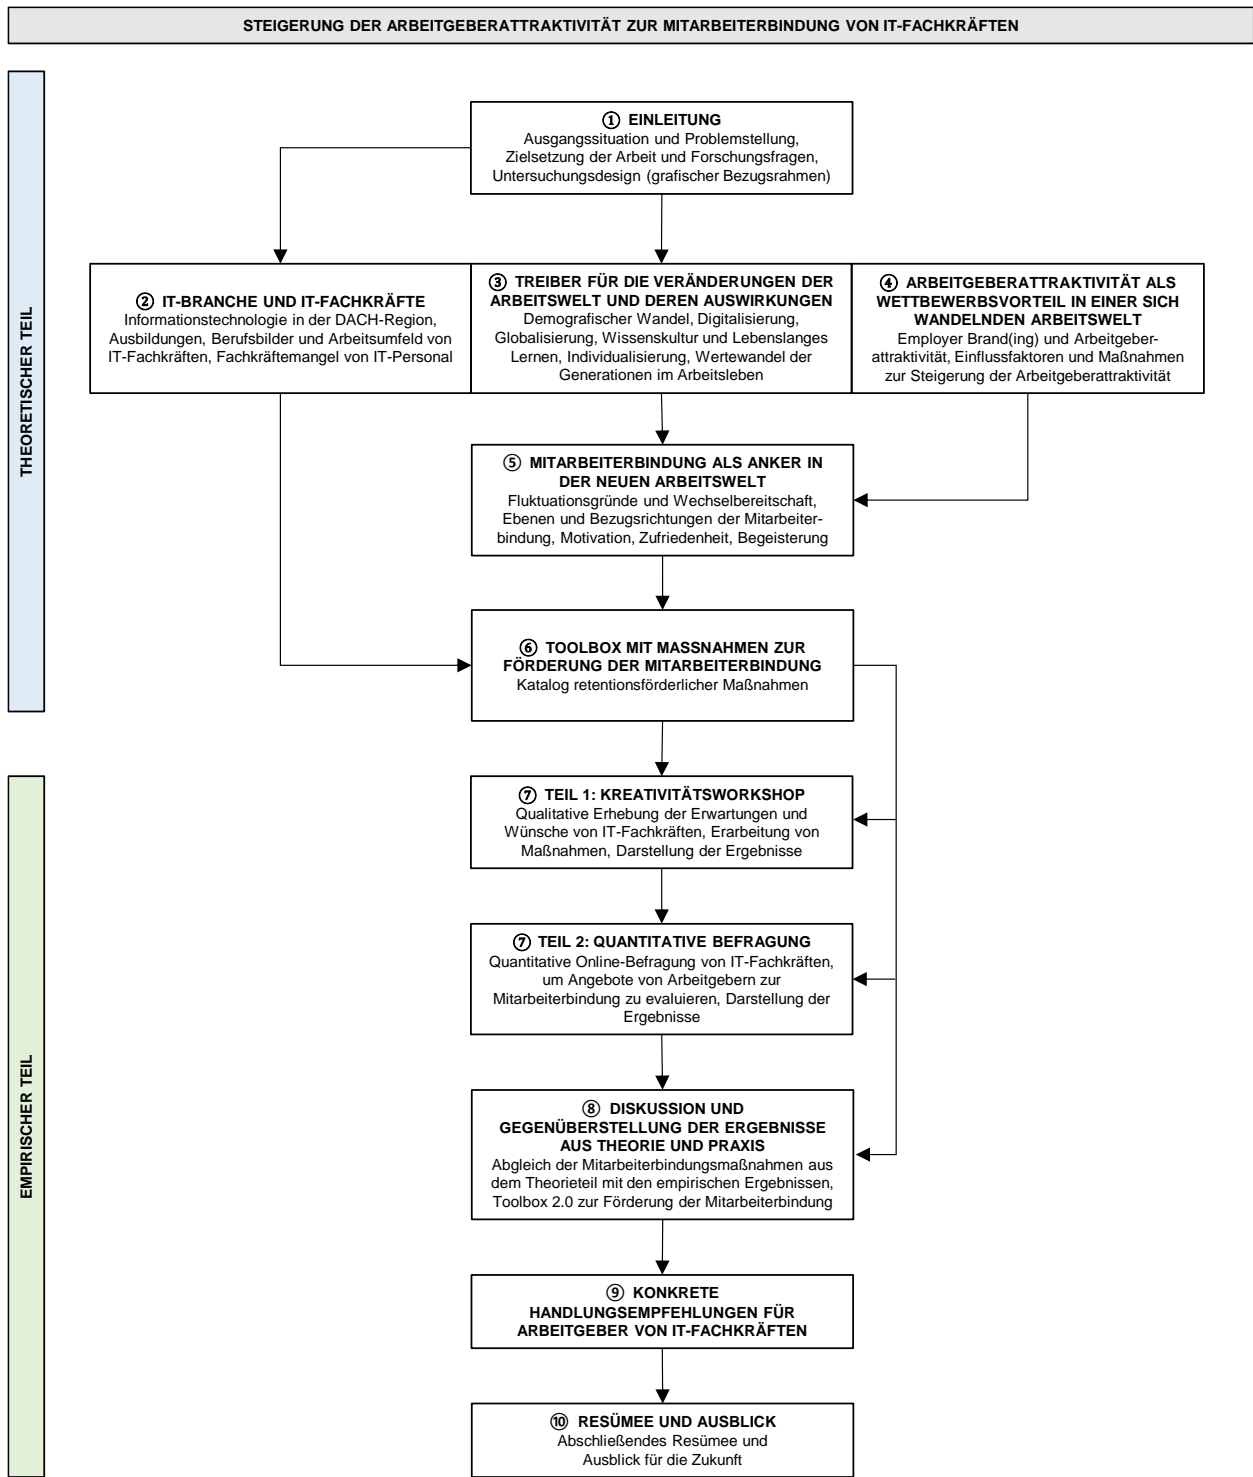 STEIGERUNG DER ARBEITGEBERATTRAKTIVITÄT ZUR MITARBEITERBINDUNG VON IT-FACHKRÄFTEN
THEORETISCHER TEIL
① EINLEITUNG
Ausgangssituation und Problemstellung,
Zielsetzung der Arbeit und Forschungsfragen,
Untersuchungsdesign (grafischer Bezugsrahmen)
② IT-BRANCHE UND IT-FACHKRÄFTE
Informationstechnologie in der DACH-Region,
Ausbildungen, Berufsbilder und Arbeitsumfeld von
IT-Fachkräften, Fachkräftemangel von IT-Personal
③ TREIBER FÜR DIE VERÄNDERUNGEN DER
ARBEITSWELT UND DEREN AUSWIRKUNGEN
Demografischer Wandel, Digitalisierung,
Globalisierung, Wissenskultur und Lebenslanges
Lernen, Individualisierung, Wertewandel der
Generationen im Arbeitsleben
④ ARBEITGEBERATTRAKTIVITÄT ALS
WETTBEWERBSVORTEIL IN EINER SICH
WANDELNDEN ARBEITSWELT
Employer Brand(ing) und Arbeitgeber-
attraktivität, Einflussfaktoren und Maßnahmen
zur Steigerung der Arbeitgeberattraktivität
⑤ MITARBEITERBINDUNG ALS ANKER IN
DER NEUEN ARBEITSWELT
Fluktuationsgründe und Wechselbereitschaft,
Ebenen und Bezugsrichtungen der Mitarbeiter-
bindung, Motivation, Zufriedenheit, Begeisterung
⑥ TOOLBOX MIT MASSNAHMEN ZUR
FÖRDERUNG DER MITARBEITERBINDUNG
Katalog retentionsförderlicher Maßnahmen
EMPIRISCHER TEIL
⑦ TEIL 1: KREATIVITÄTSWORKSHOP
Qualitative Erhebung der Erwartungen und
Wünsche von IT-Fachkräften, Erarbeitung von
Maßnahmen, Darstellung der Ergebnisse
⑦ TEIL 2: QUANTITATIVE BEFRAGUNG
Quantitative Online-Befragung von IT-Fachkräften,
um Angebote von Arbeitgebern zur
Mitarbeiterbindung zu evaluieren, Darstellung der
Ergebnisse
⑧ DISKUSSION UND
GEGENÜBERSTELLUNG DER ERGEBNISSE
AUS THEORIE UND PRAXIS
Abgleich der Mitarbeiterbindungsmaßnahmen aus
dem Theorieteil mit den empirischen Ergebnissen,
Toolbox 2.0 zur Förderung der Mitarbeiterbindung
⑨ KONKRETE
HANDLUNGSEMPFEHLUNGEN FÜR
ARBEITGEBER VON IT-FACHKRÄFTEN
⑩ RESÜMEE UND AUSBLICK
Abschließendes Resümee und
Ausblick für die Zukunft